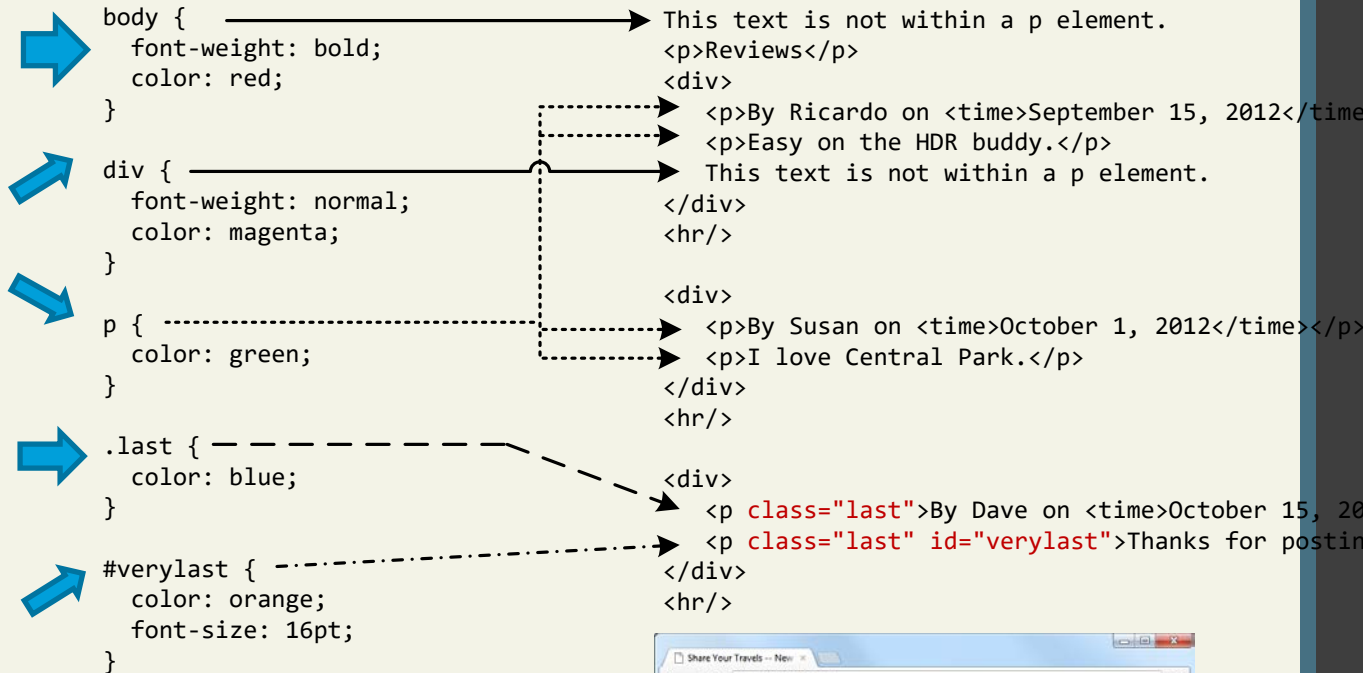 body {
font-weight: bold;
color: red;
}
div {
font-weight: normal;
color: magenta;
}
p {
color: green;
}
.last {
color: blue;
}
#verylast {
color: orange;
font-size: 16pt;
}
This text is not within a p element.
<p>Reviews</p>
<div>
<p>By Ricardo on <time>September 15, 2012</time
<p>Easy on the HDR buddy.</p>
This text is not within a p element.
</div>
<hr/>
<div>
<p>By Susan on <time>October 1, 2012</time></p>
<p>I love Central Park.</p>
</div>
<hr/>
<div>
<p class="last">By Dave on <time>October 15, 20
<p class="last" id="verylast">Thanks for postin
</div>
<hr/>
Share Your Travels -- New